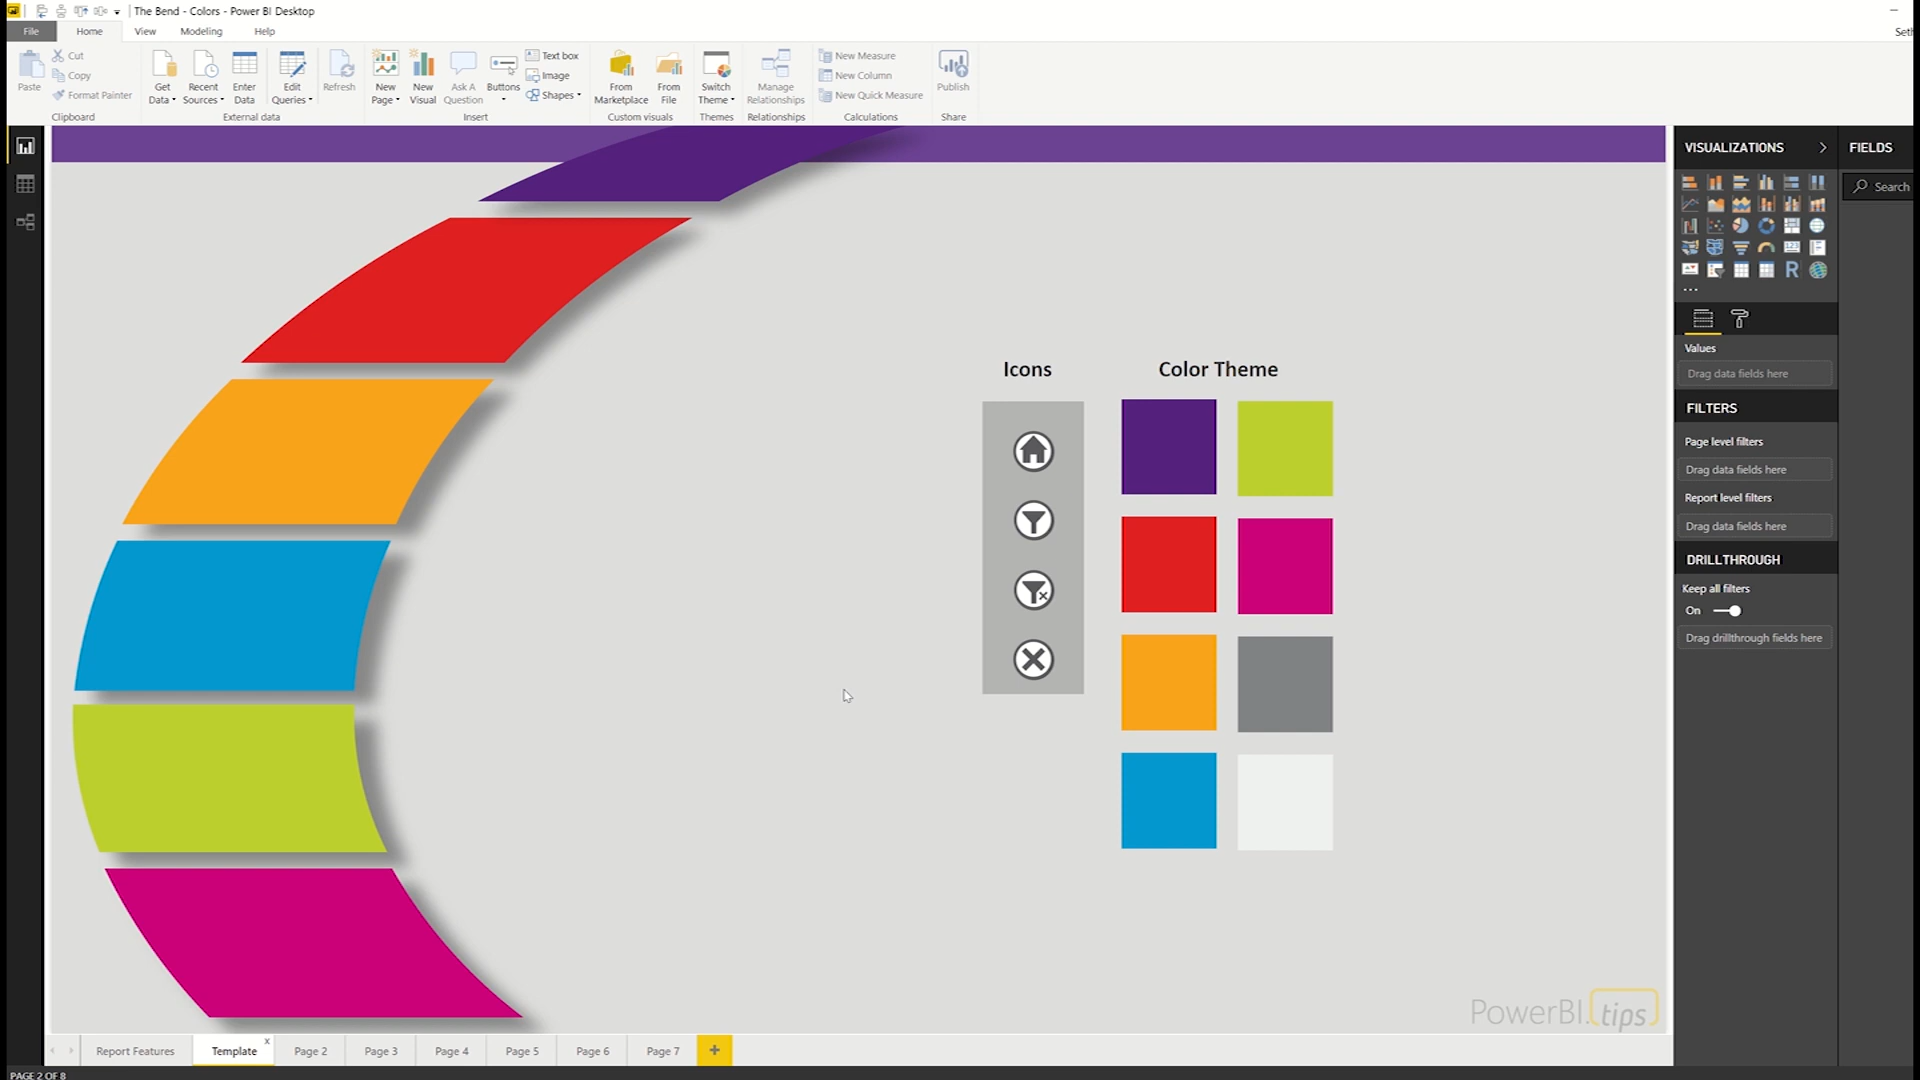 The Bend - Colors - Power BI Desktop
File Home View Modeling Help
Seth
Paste
Cut
Copy
Format Painter
Clipboard
Get Data
Recent Sources
Enter Data
Edit Queries
Refresh
External data
New Page
New Visual
Ask A Question
Buttons
Text box
Image
Shapes
Insert
From Marketplace
From File
Custom visuals
Switch Theme
Themes
Manage Relationships
Relationships
New Measure
New Column
New Quick Measure
Calculations
Publish
Share
VISUALIZATIONS
FIELDS
Search
123
R
Values
Drag data fields here
FILTERS
Page level filters
Drag data fields here
Report level filters
Drag data fields here
DRILLTHROUGH
Keep all filters
On
Drag drillthrough fields here
Icons
Color Theme
PowerBI.tips
Report Features
Template
x
Page 2
Page 3
Page 4
Page 5
Page 6
Page 7
+
PAGE 2 OF 8